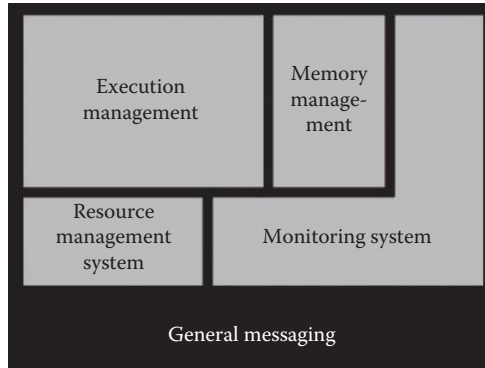 Execution
management
Memory
manage-
ment
Resource
management
system
Monitoring system
General messaging